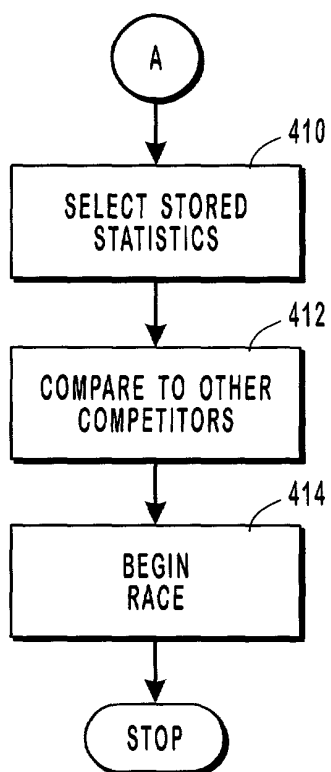 A
410
SELECT STORED
STATISTICS
412
COMPARE TO OTHER
COMPETITORS
414
BEGIN
RACE
STOP